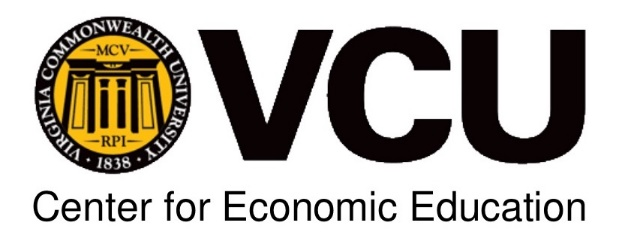 VIRGINIA COMMONWEALTH UNIVERSITY
MCV
RPI
· 1838 ·
VCU
Center for Economic Education